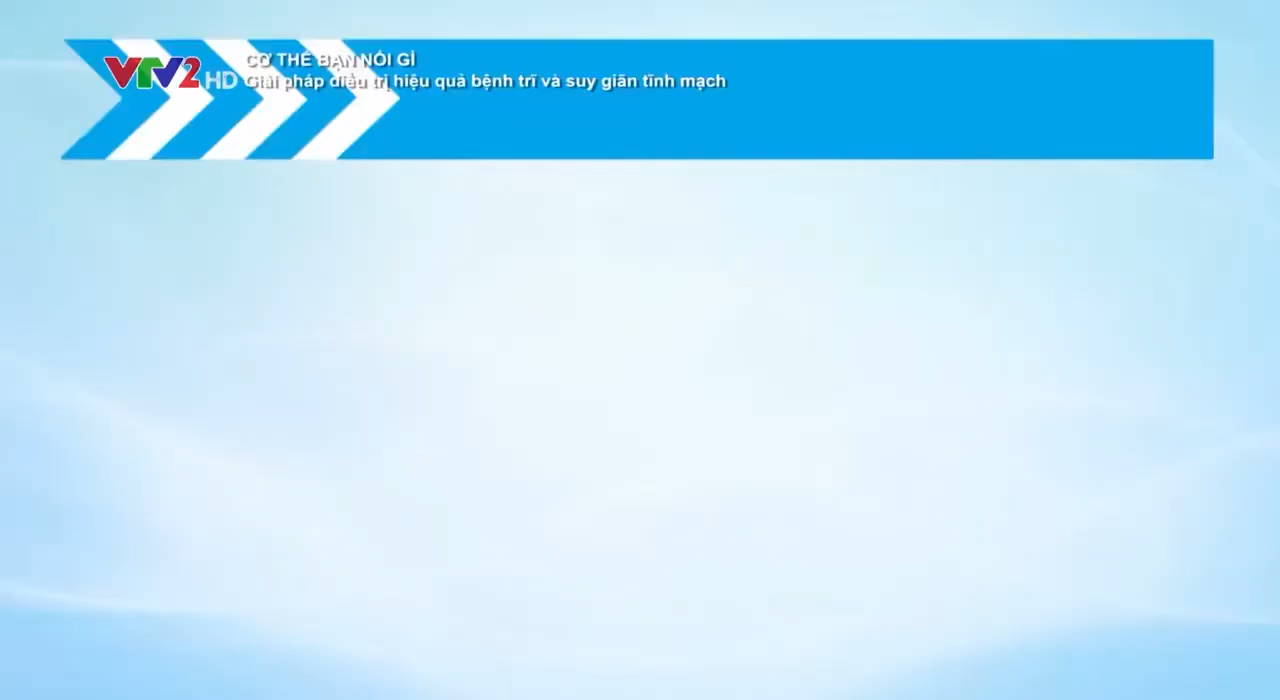 VTV2 HD
CƠ THỂ BẠN NÓI GÌ
Giải pháp điều trị hiệu quả bệnh trĩ và suy giãn tĩnh mạch